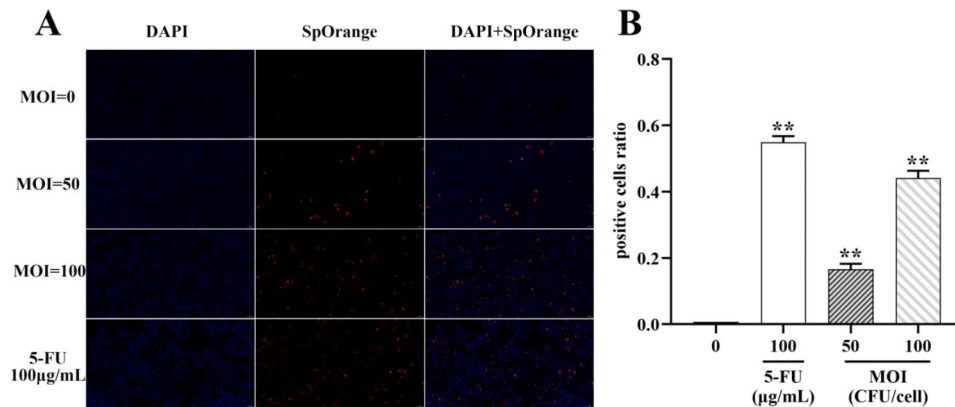 A
DAPI SpOrange DAPI+SpOrange
MOI=0
MOI=50
MOI=100
5-FU
100μg/mL
B
positive cells ratio
0.8
0.6
0.4
0.2
0.0
** ** **
0 100 50 100
5-FU MOI
(μg/mL) (CFU/cell)